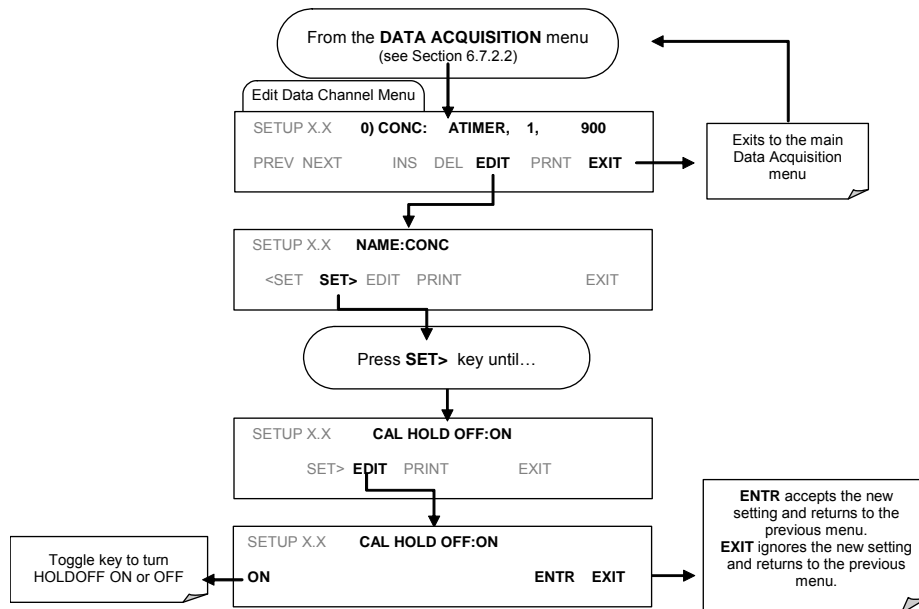 From the DATA ACQUISITION menu
(see Section 6.7.2.2)
Edit Data Channel Menu
SETUP X.X 0) CONC: ATIMER, 1, 900
PREV NEXT INS DEL EDIT PRNT EXIT
Exits to the main
Data Acquisition
menu
SETUP X.X NAME:CONC
<SET SET> EDIT PRINT EXIT
Press SET> key until…
SETUP X.X CAL HOLD OFF:ON
SET> EDIT PRINT EXIT
SETUP X.X CAL HOLD OFF:ON
ON ENTR EXIT
Toggle key to turn
HOLDOFF ON or OFF
ENTR accepts the new
setting and returns to the
previous menu.
EXIT ignores the new setting
and returns to the previous
menu.